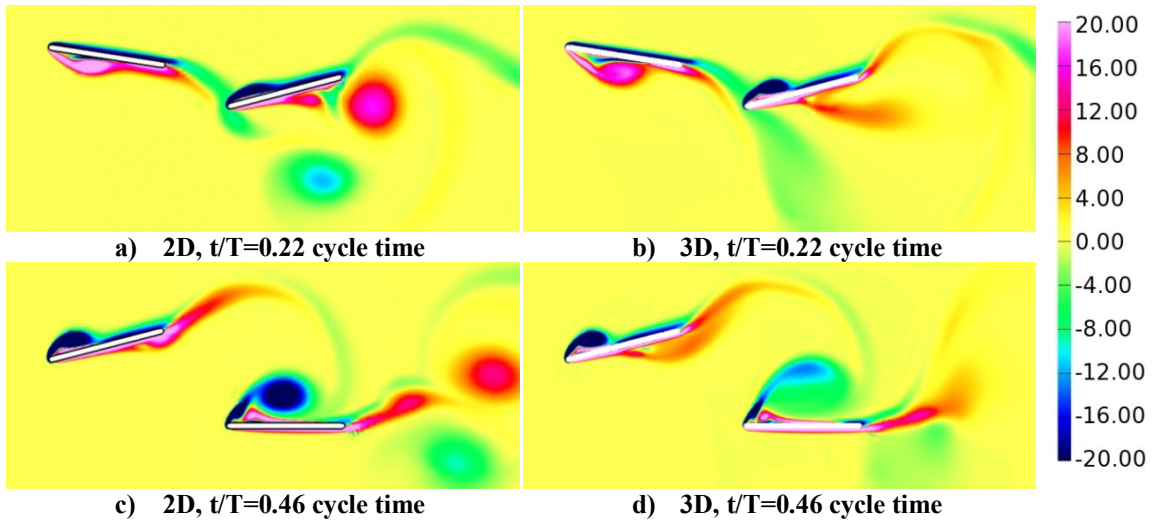 20.00
16.00
12.00
8.00
4.00
0.00
-4.00
-8.00
-12.00
-16.00
-20.00
a) 2D, t/T=0.22 cycle time
b) 3D, t/T=0.22 cycle time
c) 2D, t/T=0.46 cycle time
d) 3D, t/T=0.46 cycle time